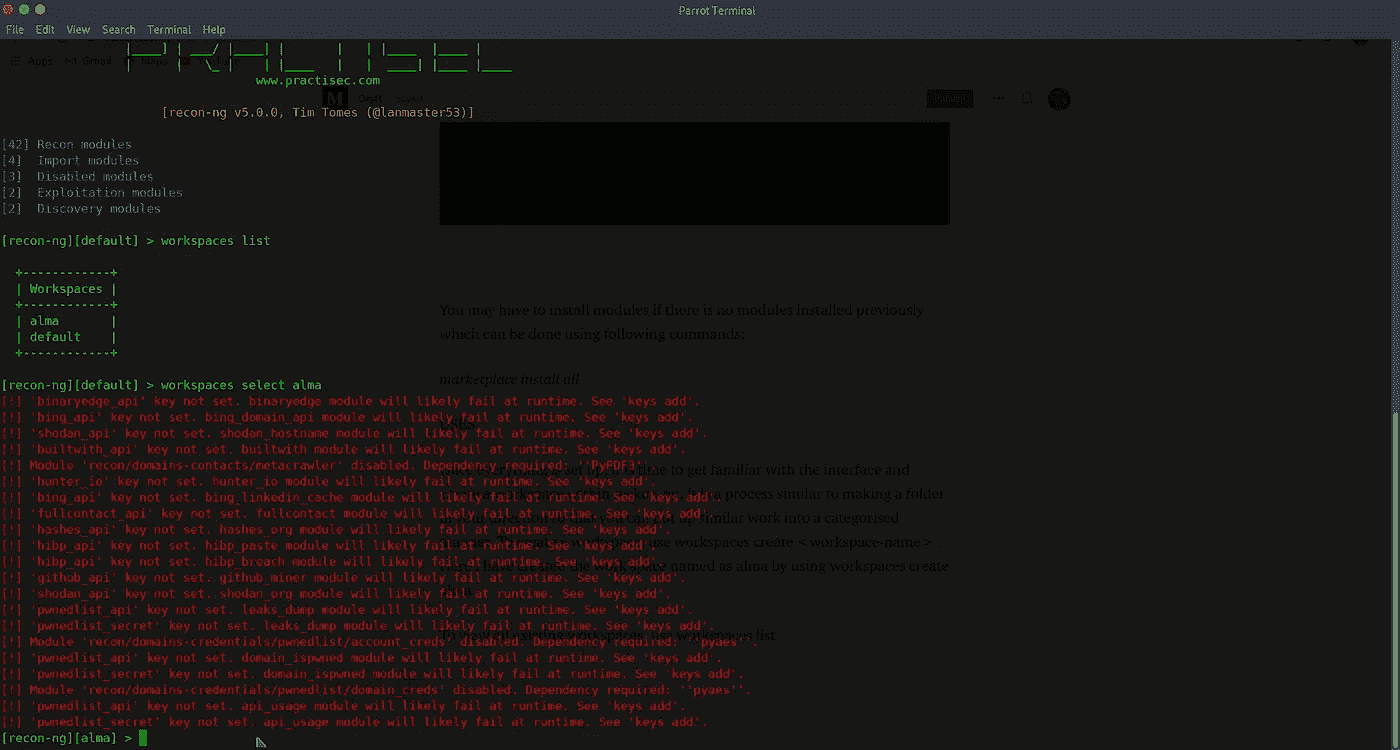 Parrot Terminal
File Edit View Search Terminal Help
Apps Gmail Maps YouTube
PRACTISEC
www.practisec.com
[recon-ng v5.0.0, Tim Tomes (@lanmaster53)]
[42] Recon modules
[4] Import modules
[3] Disabled modules
[2] Exploitation modules
[2] Discovery modules
[recon-ng][default] > workspaces list
+------------+
| Workspaces |
+------------+
| alma |
| default |
+------------+
You may have to install modules if there is no modules installed previously
which can be done using following commands:
marketplace install all
[recon-ng][default] > workspaces select alma
[!] 'binaryedge_api' key not set. binaryedge module will likely fail at runtime. See 'keys add'.
[!] 'bing_api' key not set. bing_domain_api module will likely fail at runtime. See 'keys add'.
[!] 'shodan_api' key not set. shodan_hostname module will likely fail at runtime. See 'keys add'.
[!] 'builtwith_api' key not set. builtwith module will likely fail at runtime. See 'keys add'.
[!] Module 'recon/domains-contacts/metacrawler' disabled. Dependency required: ''PyPDF3''.
[!] 'hunter_io' key not set. hunter_io module will likely fail at runtime. See 'keys add'.
[!] 'bing_api' key not set. bing_linkedin_cache module will likely fail at runtime. See 'keys add'.
[!] 'fullcontact_api' key not set. fullcontact module will likely fail at runtime. See 'keys add'.
[!] 'hashes_api' key not set. hashes_org module will likely fail at runtime. See 'keys add'.
[!] 'hibp_api' key not set. hibp_paste module will likely fail at runtime. See 'keys add'.
[!] 'hibp_api' key not set. hibp_breach module will likely fail at runtime. See 'keys add'.
[!] 'github_api' key not set. github_miner module will likely fail at runtime. See 'keys add'.
[!] 'shodan_api' key not set. shodan_org module will likely fail at runtime. See 'keys add'.
[!] 'pwnedlist_api' key not set. leaks_dump module will likely fail at runtime. See 'keys add'.
[!] 'pwnedlist_secret' key not set. leaks_dump module will likely fail at runtime. See 'keys add'.
[!] Module 'recon/domains-credentials/pwnedlist/account_creds' disabled. Dependency required: ''pyaes''.
[!] 'pwnedlist_api' key not set. domain_ispwned module will likely fail at runtime. See 'keys add'.
[!] 'pwnedlist_secret' key not set. domain_ispwned module will likely fail at runtime. See 'keys add'.
[!] Module 'recon/domains-credentials/pwnedlist/domain_creds' disabled. Dependency required: ''pyaes''.
[!] 'pwnedlist_api' key not set. api_usage module will likely fail at runtime. See 'keys add'.
[!] 'pwnedlist_secret' key not set. api_usage module will likely fail at runtime. See 'keys add'.
[recon-ng][alma] >
time to get familiar with the interface and
process similar to making a folder
similar work into a categorised
use workspaces create <workspace-name> .
have created the workspace named as alma by using workspaces create
To view all existing workspaces, use workspaces list